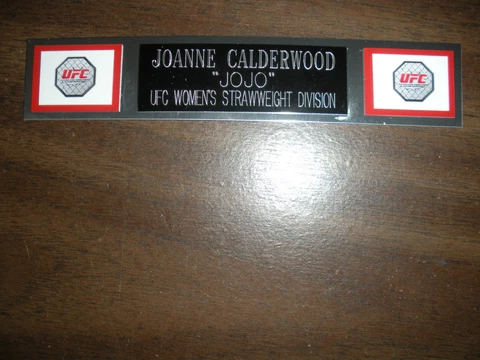 UFC
JOANNE CALDERWOOD
"JOJO"
UFC WOMEN'S STRAWWEIGHT DIVISION
UFC